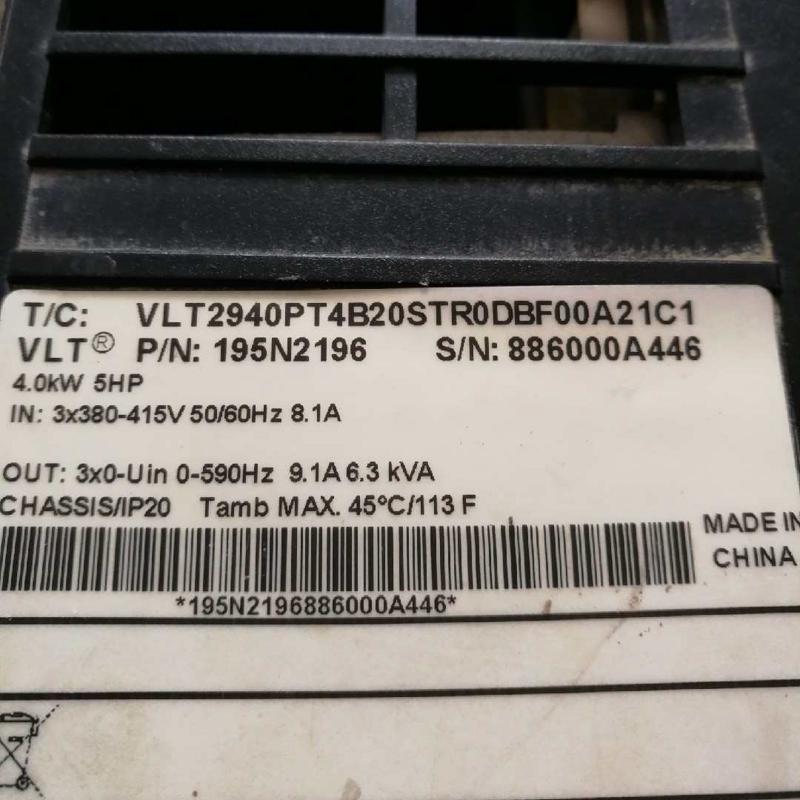 T/C: VLT2940PT4B20STR0DBF00A21C1
VLT® P/N: 195N2196 S/N: 886000A446
4.0kW 5HP
IN: 3x380-415V 50/60Hz 8.1A
OUT: 3x0-Uin 0-590Hz 9.1A 6.3 kVA
CHASSIS/IP20 Tamb MAX. 45°C/113 F
MADE IN
CHINA
*195N2196886000A446*